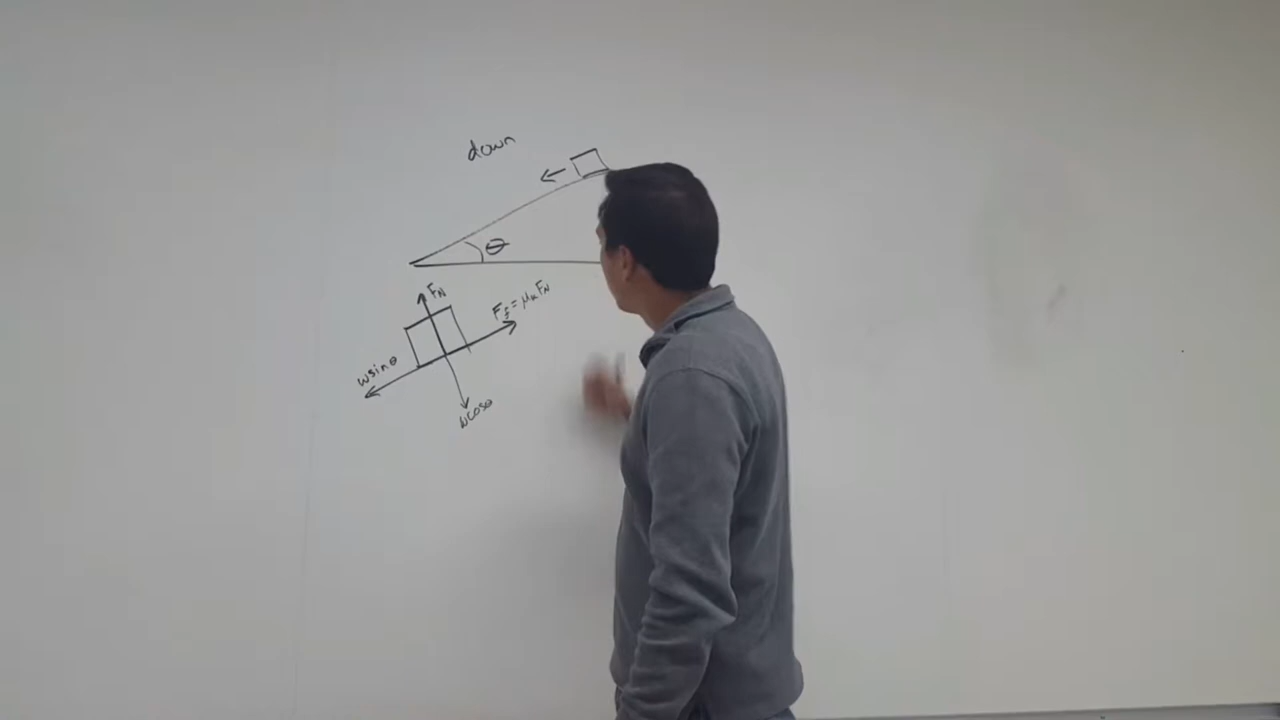 down
θ
F_N
F_f = μ_k F_N
wsinθ
wcosθ